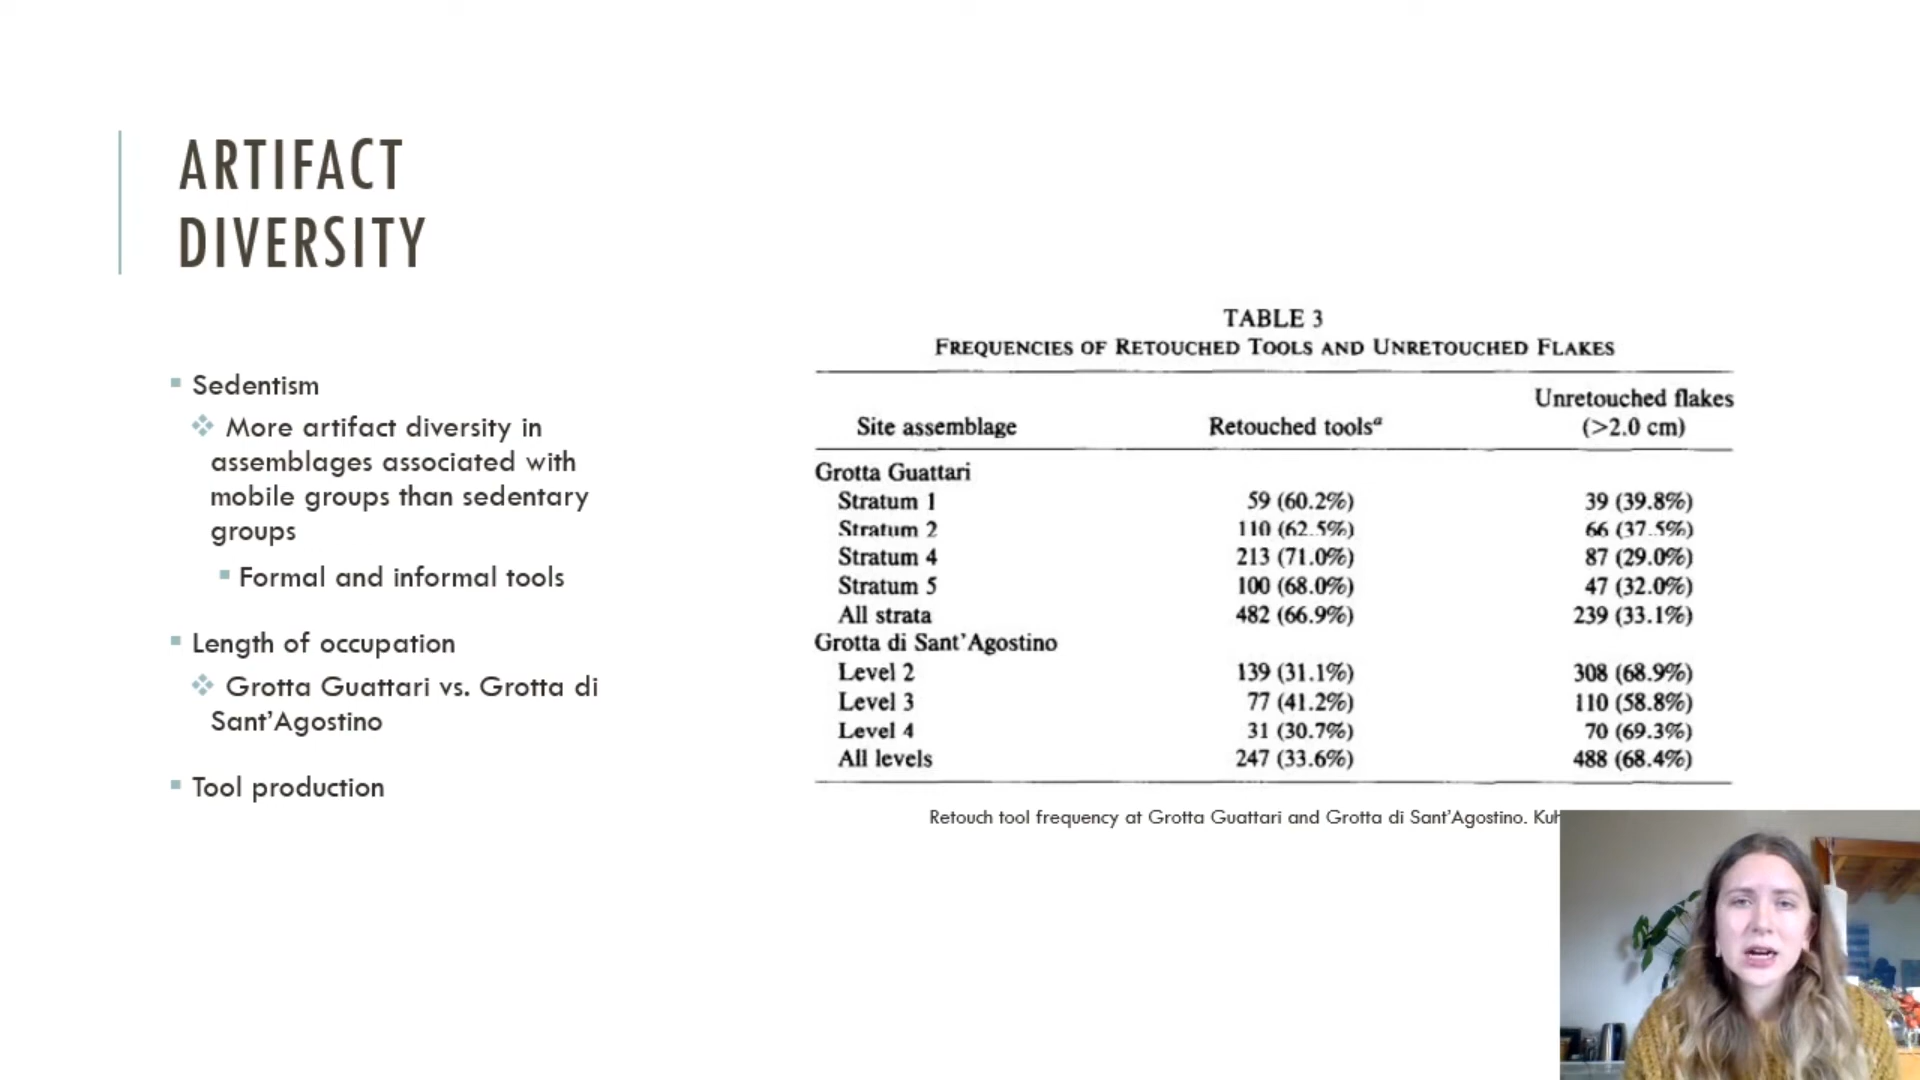 ARTIFACT
DIVERSITY
Sedentism
More artifact diversity in
assemblages associated with
mobile groups than sedentary
groups
Formal and informal tools
Length of occupation
Grotta Guattari vs. Grotta di
Sant'Agostino
Tool production
TABLE 3
FREQUENCIES OF RETOUCHED TOOLS AND UNRETOUCHED FLAKES
Site assemblage Retouched toolsᵃ Unretouched flakes (>2.0 cm)
Grotta Guattari
Stratum 1 59 (60.2%) 39 (39.8%)
Stratum 2 110 (62.5%) 66 (37.5%)
Stratum 4 213 (71.0%) 87 (29.0%)
Stratum 5 100 (68.0%) 47 (32.0%)
All strata 482 (66.9%) 239 (33.1%)
Grotta di Sant'Agostino
Level 2 139 (31.1%) 308 (68.9%)
Level 3 77 (41.2%) 110 (58.8%)
Level 4 31 (30.7%) 70 (69.3%)
All levels 247 (33.6%) 488 (68.4%)
Retouch tool frequency at Grotta Guattari and Grotta di Sant'Agostino.